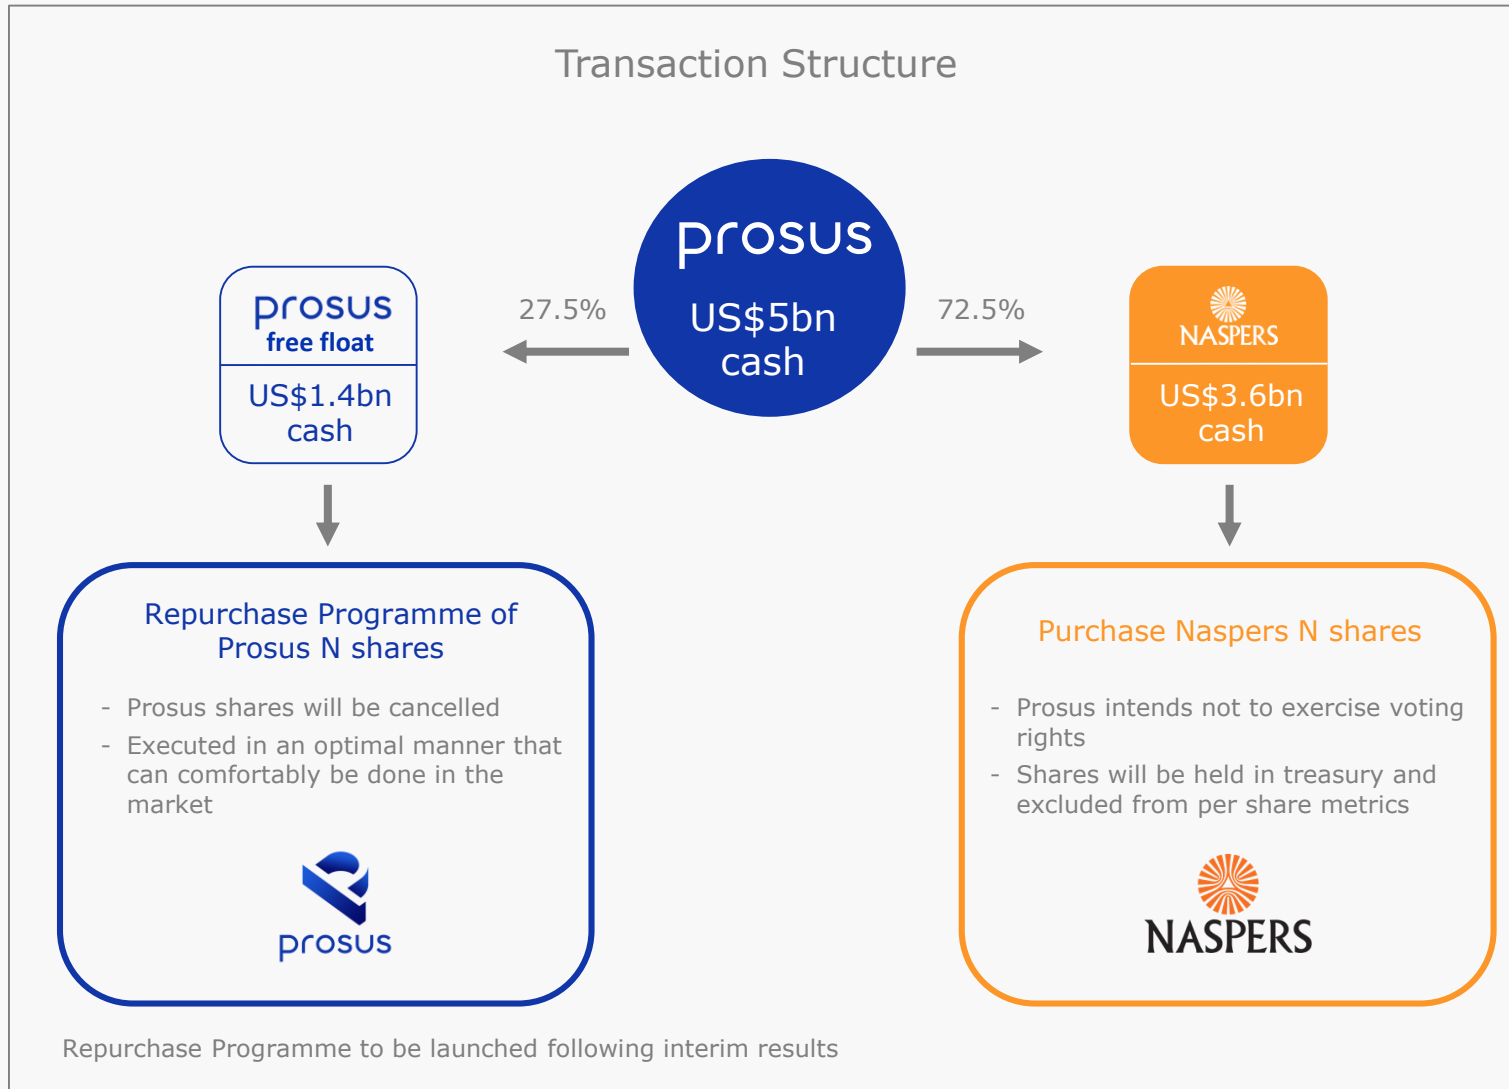 Transaction Structure
prosus
US$5bn
cash
27.5%
72.5%
prosus
free float
US$1.4bn
cash
NASPERS
US$3.6bn
cash
Repurchase Programme of
Prosus N shares
- Prosus shares will be cancelled
- Executed in an optimal manner that
can comfortably be done in the
market
prosus
Purchase Naspers N shares
- Prosus intends not to exercise voting
rights
- Shares will be held in treasury and
excluded from per share metrics
NASPERS
Repurchase Programme to be launched following interim results